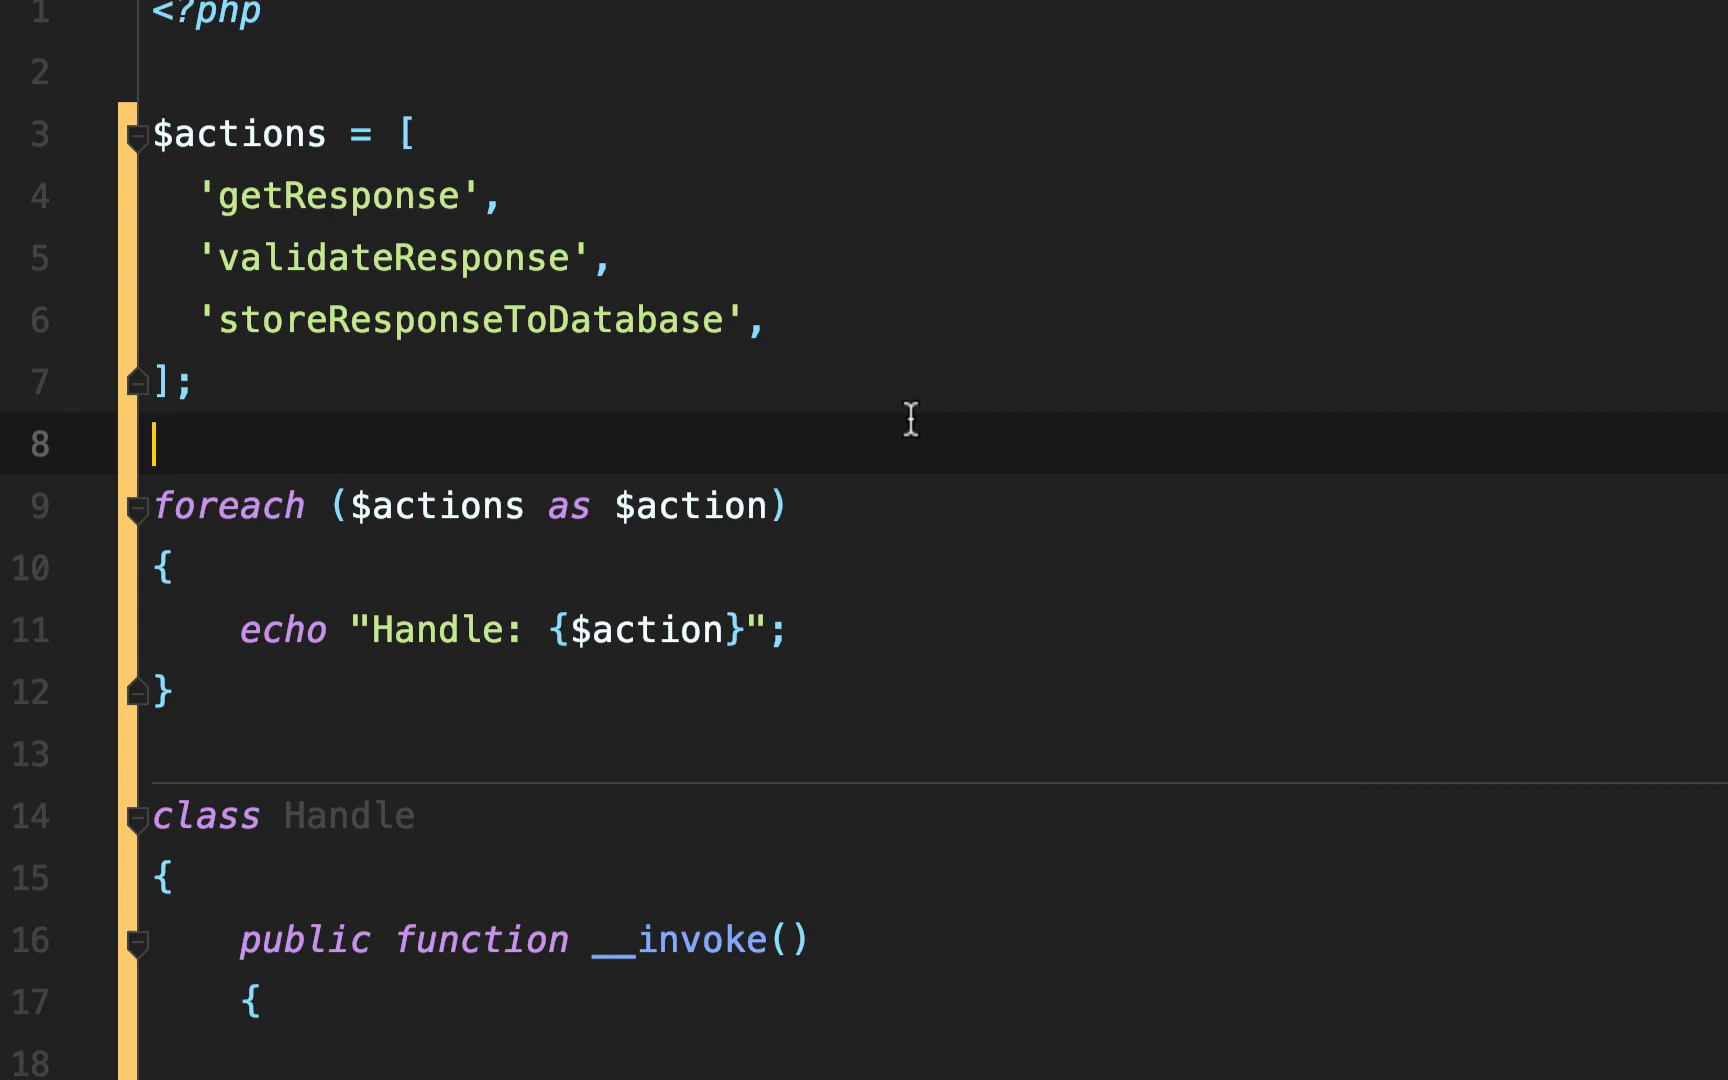 1 <?php
2
3 $actions = [
4 'getResponse',
5 'validateResponse',
6 'storeResponseToDatabase',
7 ];
8
9 foreach ($actions as $action)
10 {
11 echo "Handle: {$action}";
12 }
13
14 class Handle
15 {
16 public function __invoke()
17 {
18